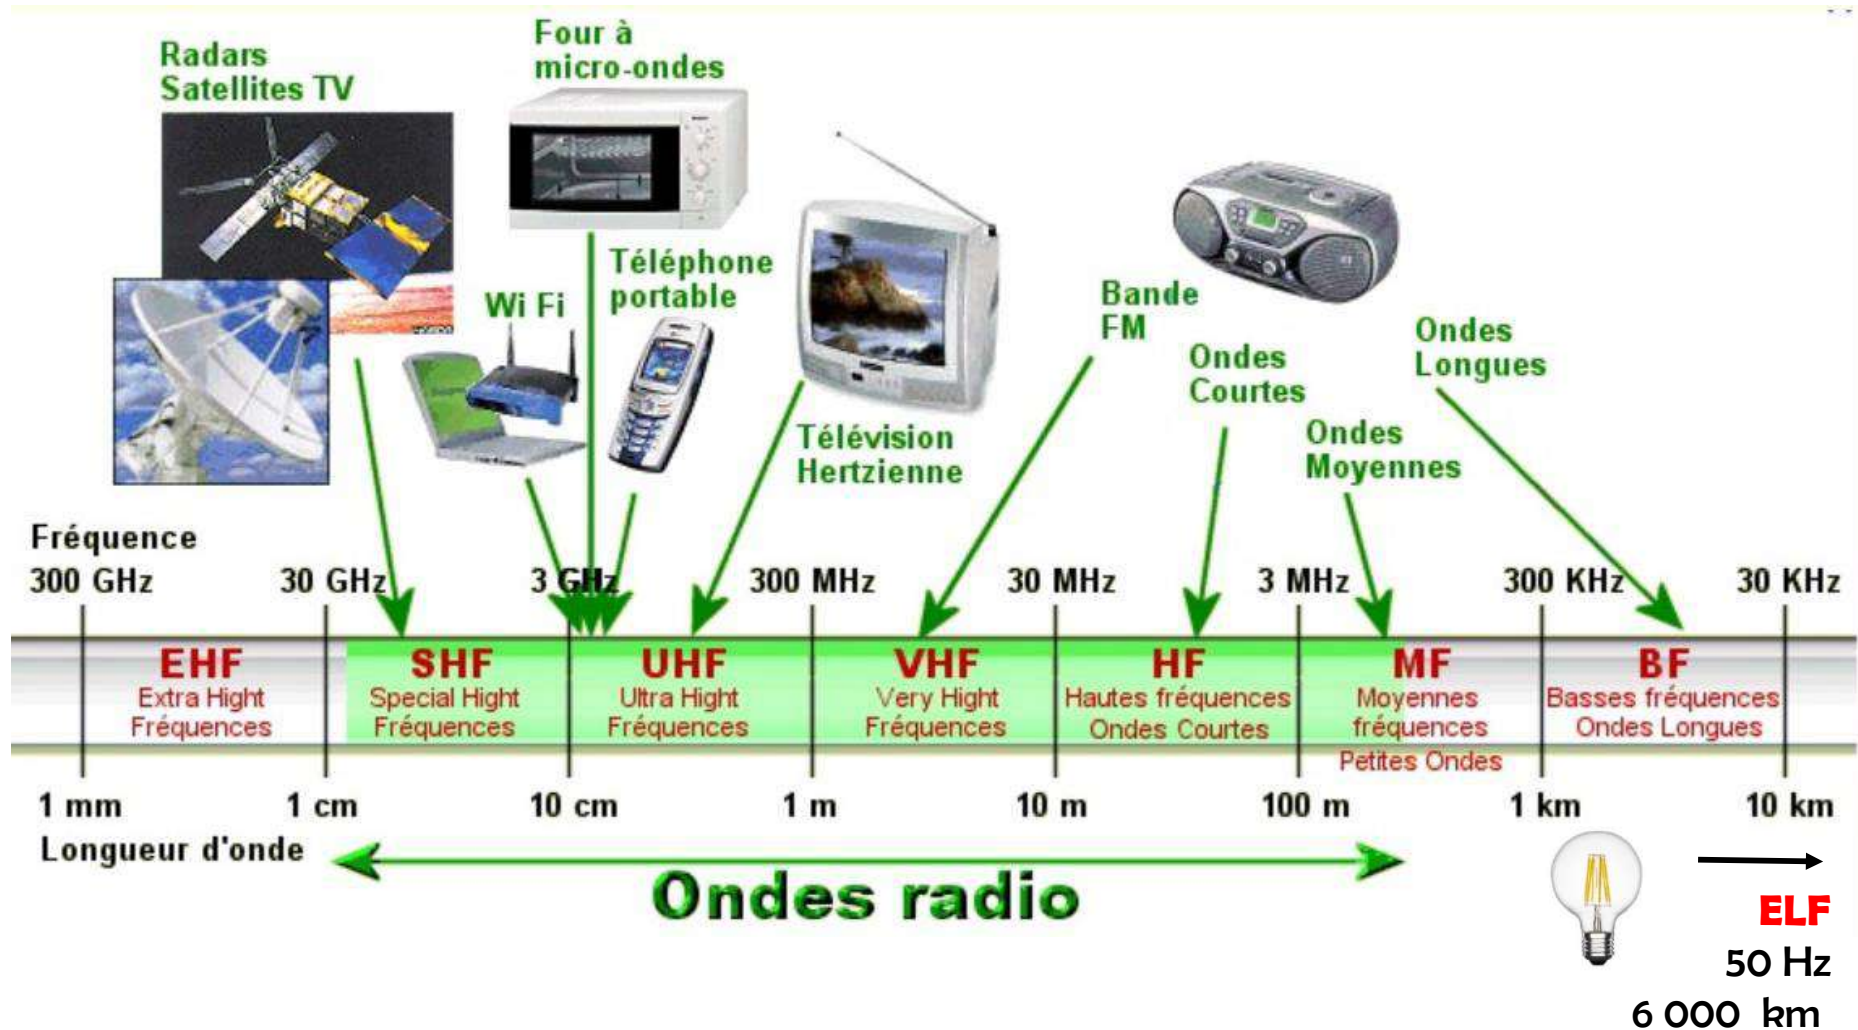 Radars
Satellites TV
Four à
micro-ondes
Wi Fi
Téléphone
portable
Télévision
Hertzienne
Bande
FM
Ondes
Courtes
Ondes
Moyennes
Ondes
Longues
Fréquence
300 GHz 30 GHz 3 GHz 300 MHz 30 MHz 3 MHz 300 KHz 30 KHz
EHF SHF UHF VHF HF MF BF
Extra Hight Special Hight Ultra Hight Very Hight Hautes fréquences Moyennes Basses fréquences
Fréquences Fréquences Fréquences Fréquences Ondes Courtes fréquences Ondes Longues
Petites Ondes
1 mm 1 cm 10 cm 1 m 10 m 100 m 1 km 10 km
Longueur d'onde
Ondes radio
ELF
50 Hz
6 000 km